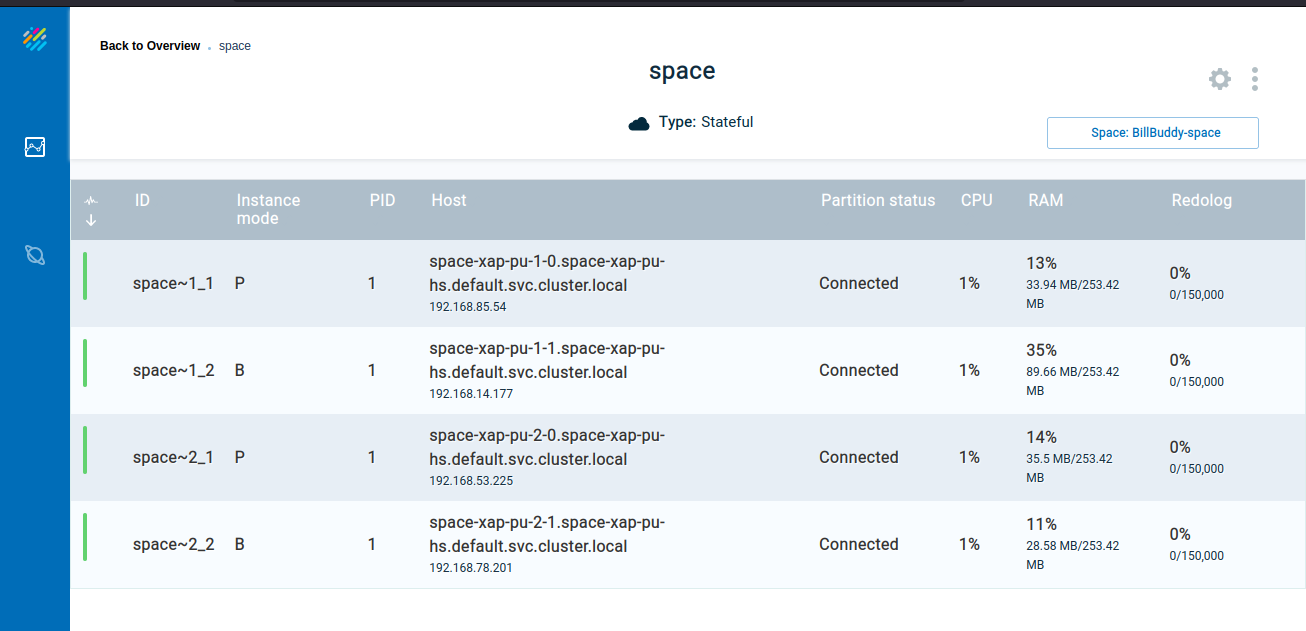 Back to Overview . space
space
Type: Stateful
Space: BillBuddy-space
ID Instance mode PID Host Partition status CPU RAM Redolog
space~1_1 P 1 space-xap-pu-1-0.space-xap-pu-
hs.default.svc.cluster.local
192.168.85.54
Connected 1% 13%
33.94 MB/253.42
MB
0%
0/150,000
space~1_2 B 1 space-xap-pu-1-1.space-xap-pu-
hs.default.svc.cluster.local
192.168.14.177
Connected 1% 35%
89.66 MB/253.42
MB
0%
0/150,000
space~2_1 P 1 space-xap-pu-2-0.space-xap-pu-
hs.default.svc.cluster.local
192.168.53.225
Connected 1% 14%
35.5 MB/253.42
MB
0%
0/150,000
space~2_2 B 1 space-xap-pu-2-1.space-xap-pu-
hs.default.svc.cluster.local
192.168.78.201
Connected 1% 11%
28.58 MB/253.42
MB
0%
0/150,000